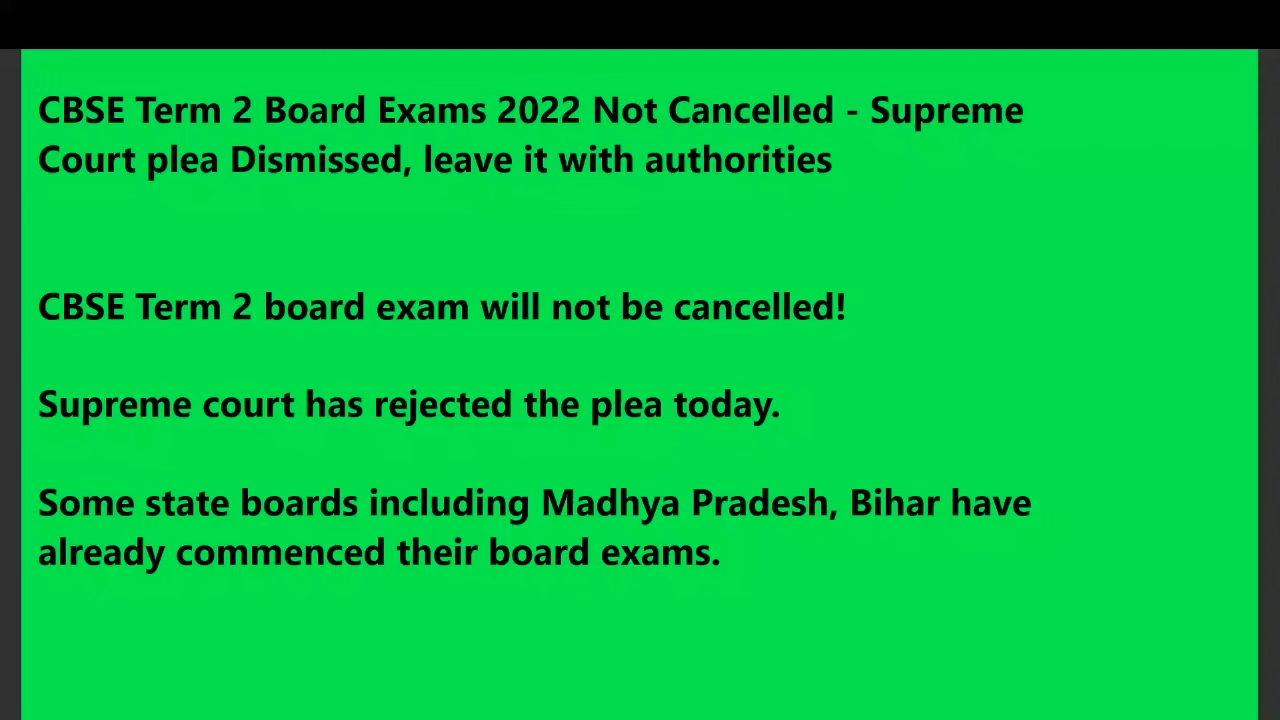 CBSE Term 2 Board Exams 2022 Not Cancelled - Supreme
Court plea Dismissed, leave it with authorities
CBSE Term 2 board exam will not be cancelled!
Supreme court has rejected the plea today.
Some state boards including Madhya Pradesh, Bihar have
already commenced their board exams.